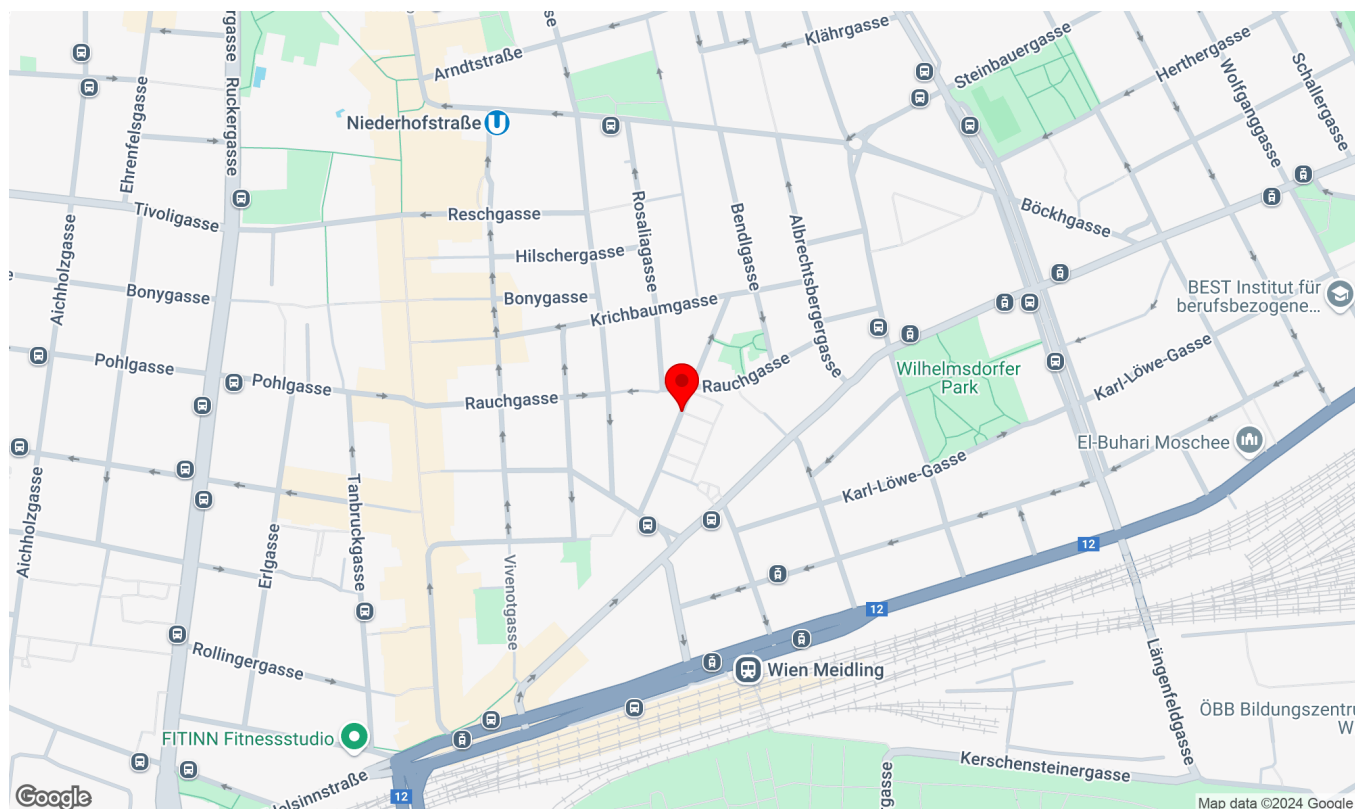 Klährgasse
Steinbauergasse
Herthergasse
Wolfganggasse
Schallergasse
Ruckergasse
Arndtstraße
Niederhofstraße
U
Ehrenfelsgasse
Tivoligasse
Reschgasse
Rosaliagasse
Bendlgasse
Albrechtsbergergasse
Böckhgasse
Hilschergasse
Aichholzgasse
Bonygasse
Bonygasse
Krichbaumgasse
BEST Institut für
berufsbezogene...
Pohlgasse
Pohlgasse
Rauchgasse
Rauchgasse
Wilhelmsdorfer
Park
Karl-Löwe-Gasse
El-Buhari Moschee
Karl-Löwe-Gasse
Tanbruckgasse
Aichholzgasse
Erlgasse
Vivenotgasse
12
12
Rollingergasse
Wien Meidling
Längenfeldgasse
ÖBB Bildungszentru
W
FITINN Fitnessstudio
Kerschensteinergasse
12
Google
Map data ©2024 Google